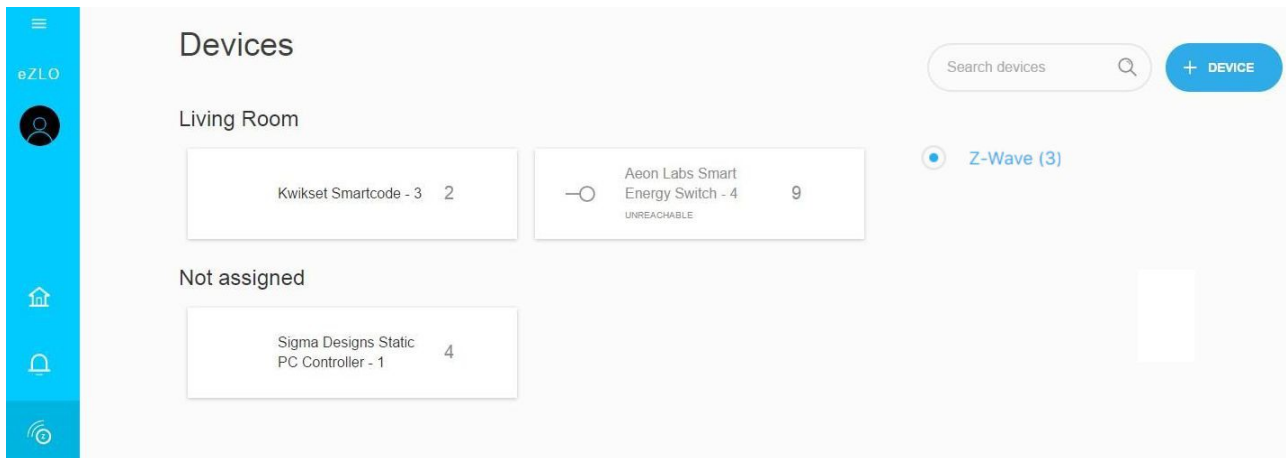 eZLO
Devices
Search devices
+ DEVICE
Living Room
Kwikset Smartcode - 3 2
Aeon Labs Smart
Energy Switch - 4 9
UNREACHABLE
Z-Wave (3)
Not assigned
Sigma Designs Static
PC Controller - 1 4